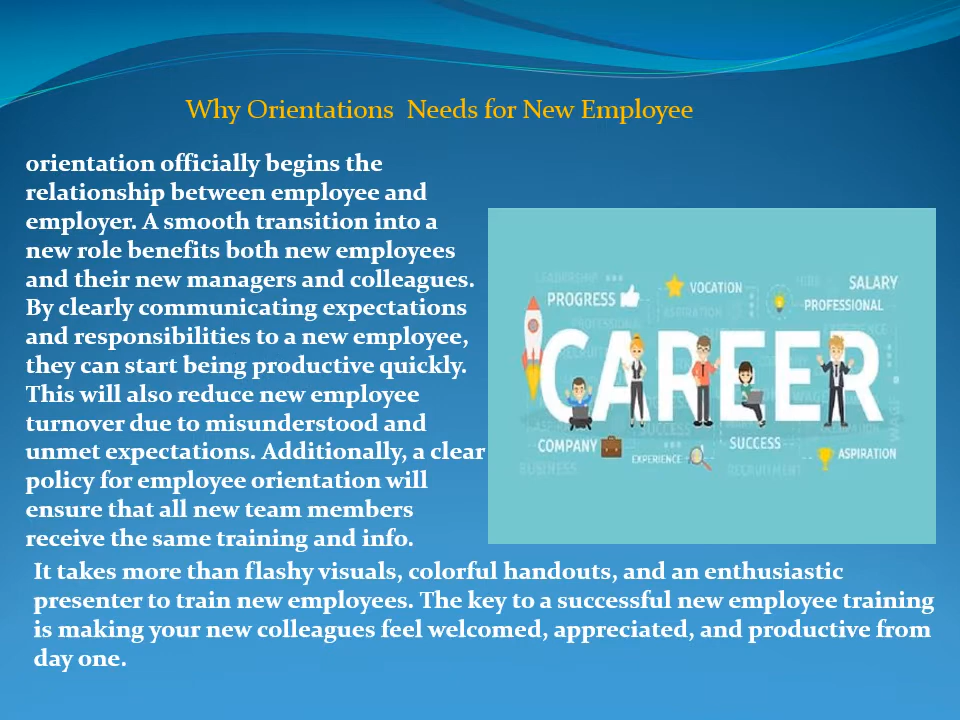 Why Orientations  Needs for New Employee
orientation officially begins the
relationship between employee and
employer. A smooth transition into a
new role benefits both new employees
and their new managers and colleagues.
By clearly communicating expectations
and responsibilities to a new employee,
they can start being productive quickly.
This will also reduce new employee
turnover due to misunderstood and
unmet expectations. Additionally, a clear
policy for employee orientation will
ensure that all new team members
receive the same training and info.
LEADERSHIP
PROGRESS
VOCATION
SALARY
PROFESSIONAL
ASPIRATION
CAREER
COMPANY
SUCCESS
EXPERIENCE
ASPIRATION
WAGE
BUSINESS
RECRUITMENT
It takes more than flashy visuals, colorful handouts, and an enthusiastic
presenter to train new employees. The key to a successful new employee training
is making your new colleagues feel welcomed, appreciated, and productive from
day one.